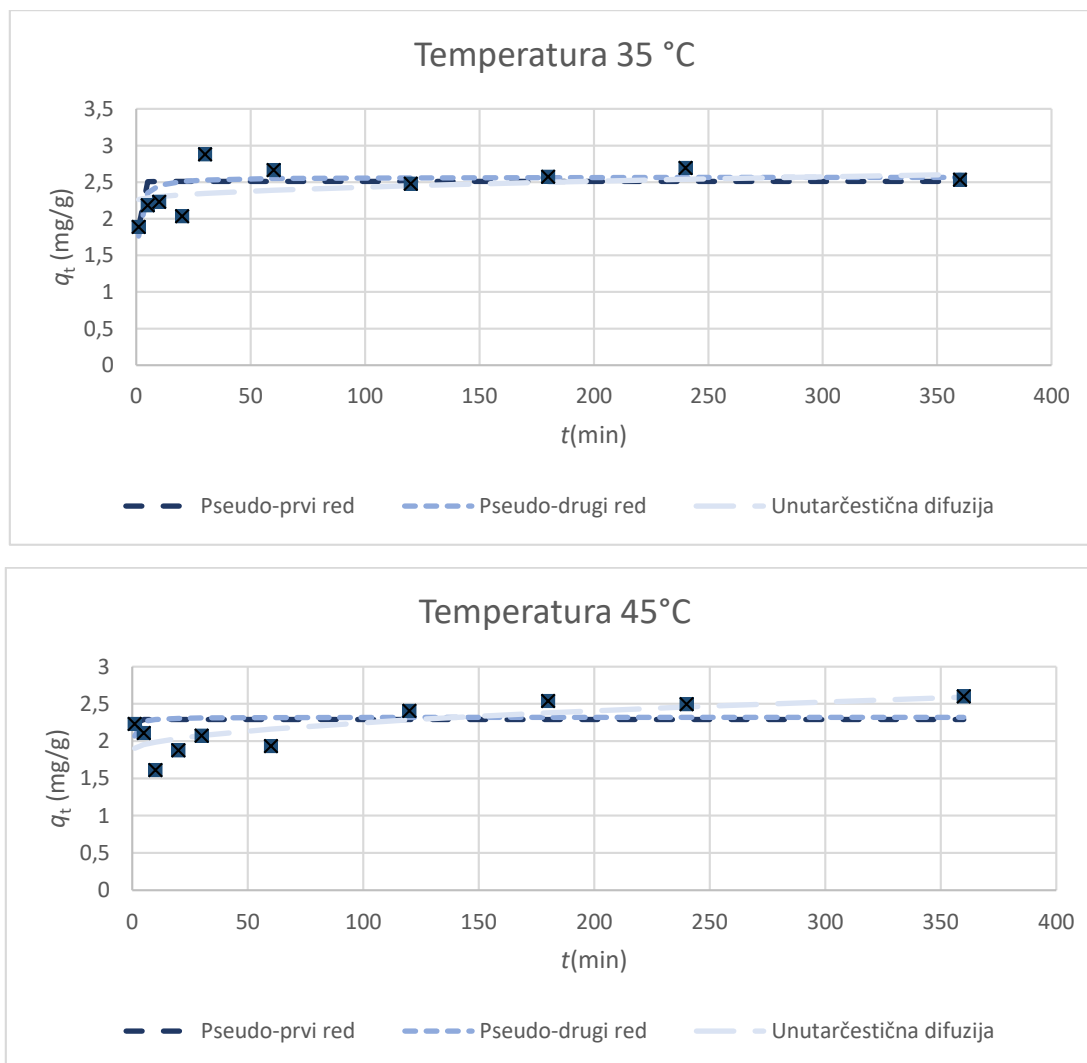 Temperatura 35 °C
3,5
3
2,5
2
1,5
1
0,5
0
qt (mg/g)
0 50 100 150 200 250 300 350 400
t(min)
Pseudo-prvi red Pseudo-drugi red Unutarčestična difuzija
Temperatura 45°C
3
2,5
2
1,5
1
0,5
0
qt (mg/g)
0 50 100 150 200 250 300 350 400
t(min)
Pseudo-prvi red Pseudo-drugi red Unutarčestična difuzija